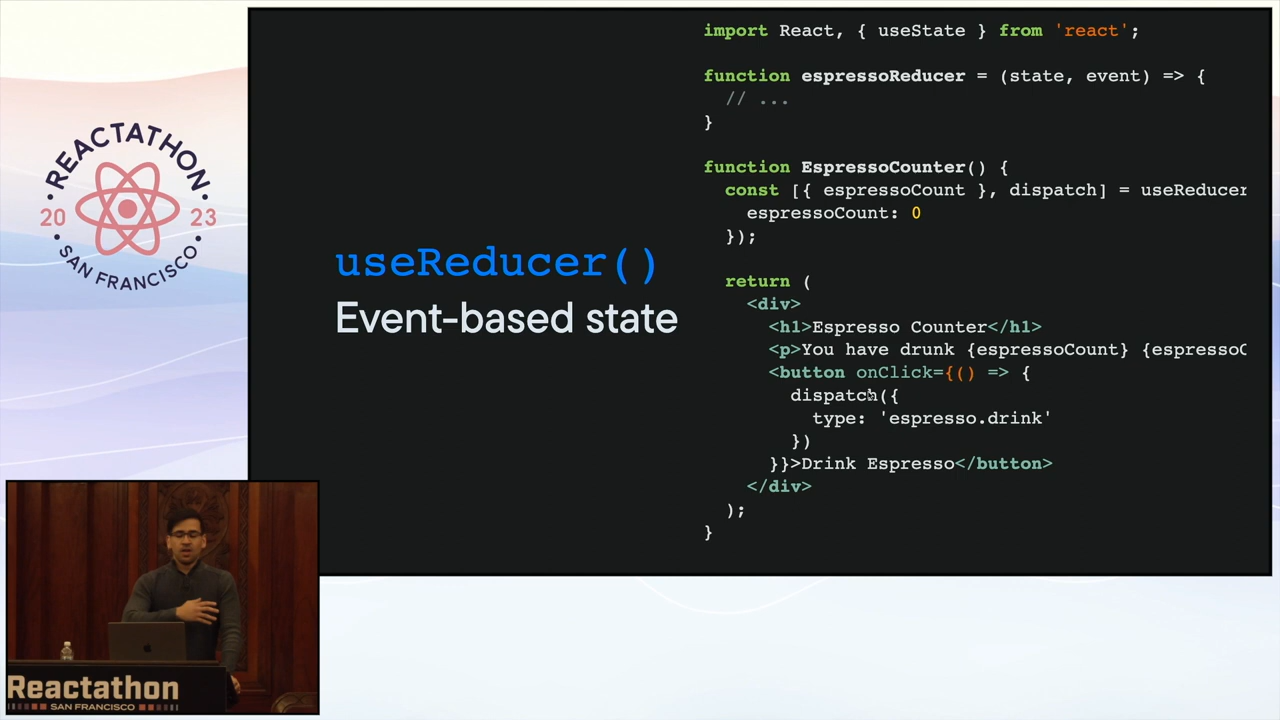 REACTATHON
20 23
SAN FRANCISCO
useReducer()
Event-based state
import React, { useState } from 'react';
function espressoReducer = (state, event) => {
// ...
}
function EspressoCounter() {
const [{ espressoCount }, dispatch] = useReducer
espressoCount: 0
});
return (
<div>
<h1>Espresso Counter</h1>
<p>You have drunk {espressoCount} {espressoC
<button onClick={() => {
dispatch({
type: 'espresso.drink'
})
}}>Drink Espresso</button>
</div>
);
}
Reactathon
SAN FRANCISCO